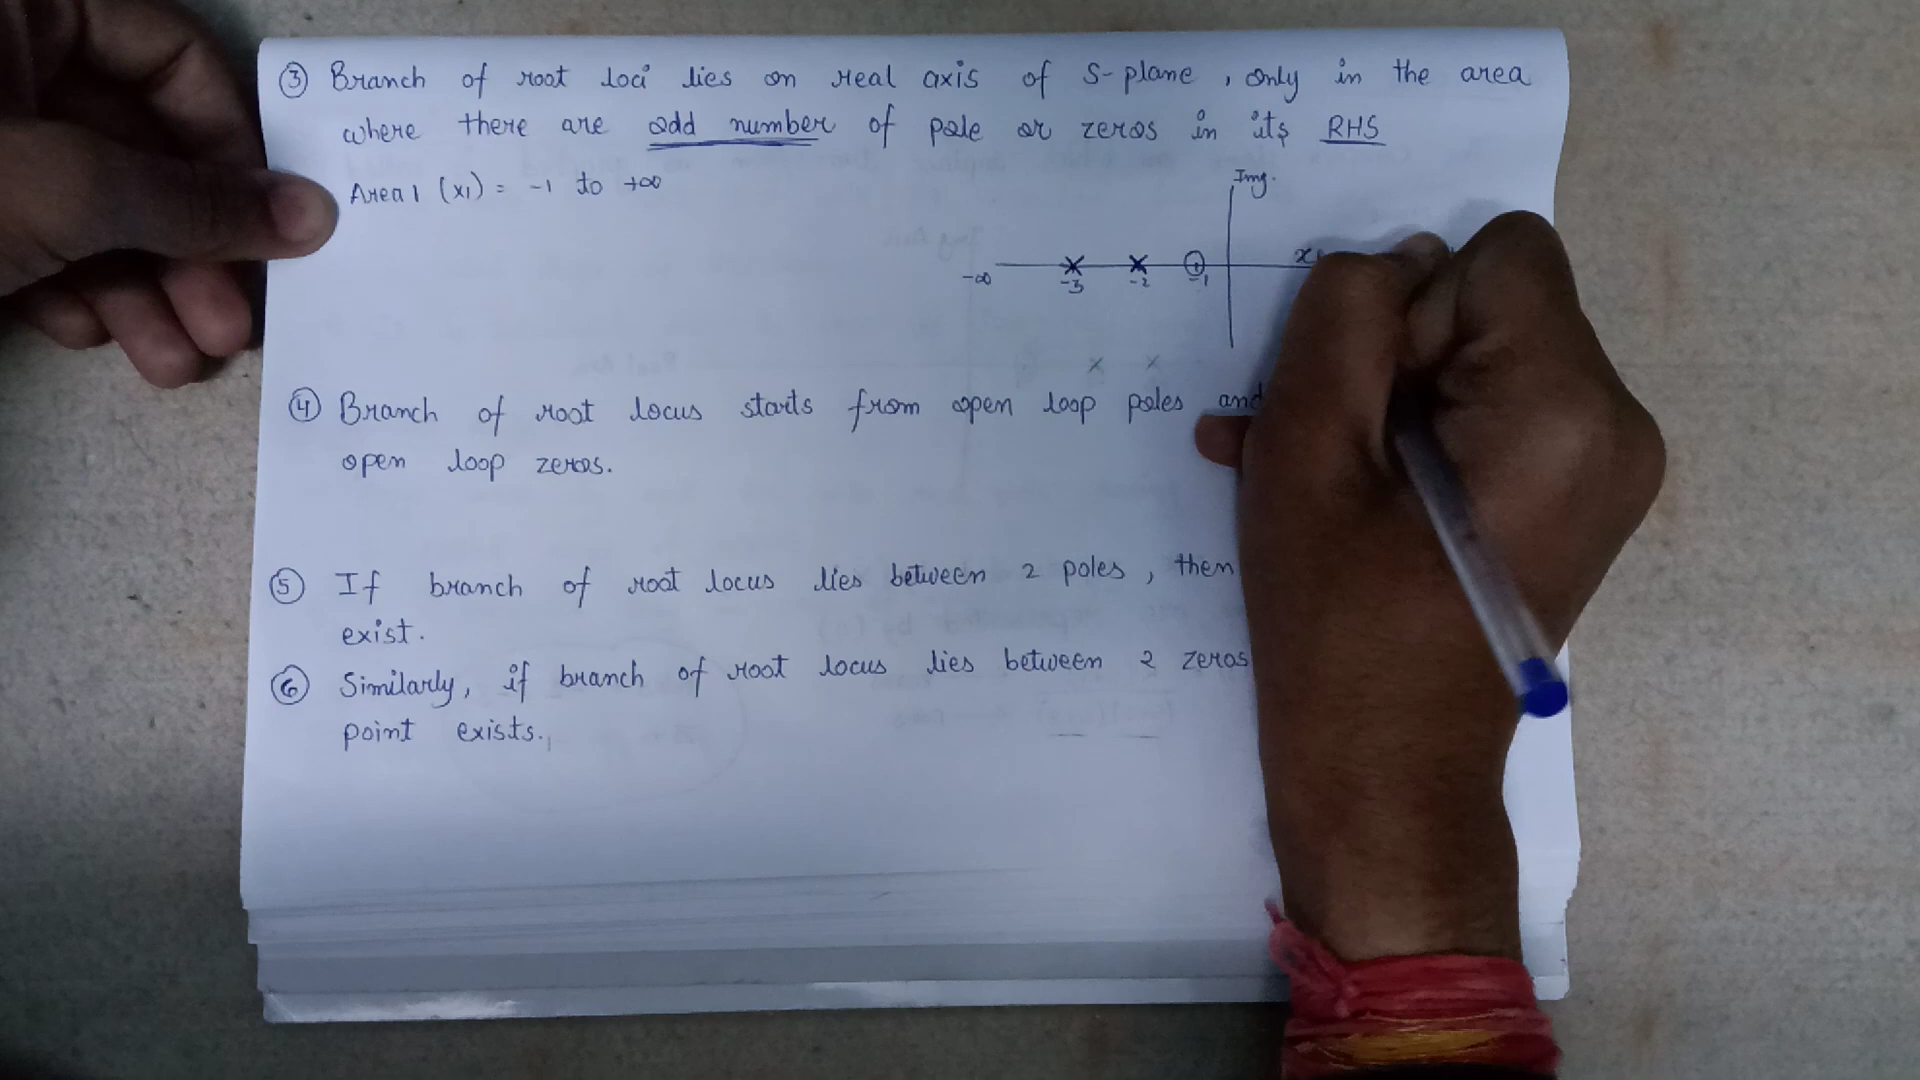 ③ Branch of root loci lies on real axis of S-plane, only in the area
where there are odd number of pole or zeros in its RHS
Area 1 (x1) = -1 to +∞
Img.
-∞
-3 -2 -1
④ Branch of root locus starts from open loop poles and
open loop zeros.
⑤ If branch of root locus lies between 2 poles, then
exist.
⑥ Similarly, if branch of root locus lies between 2 zeros
point exists.